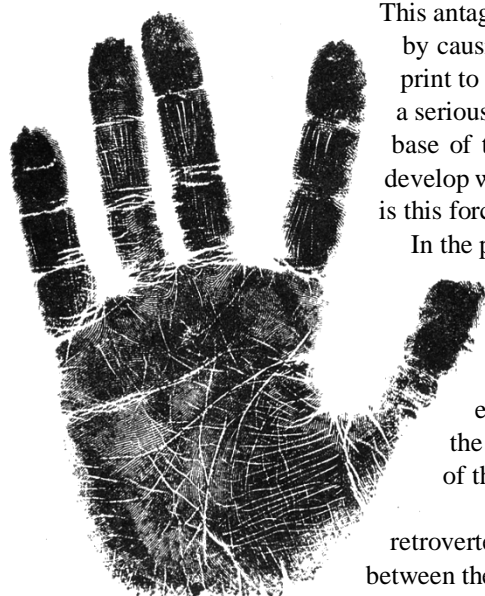 This antag
by causi
print to
a serious
base of t
develop w
is this forc
In the p
e
the
of th
retroverte
between the